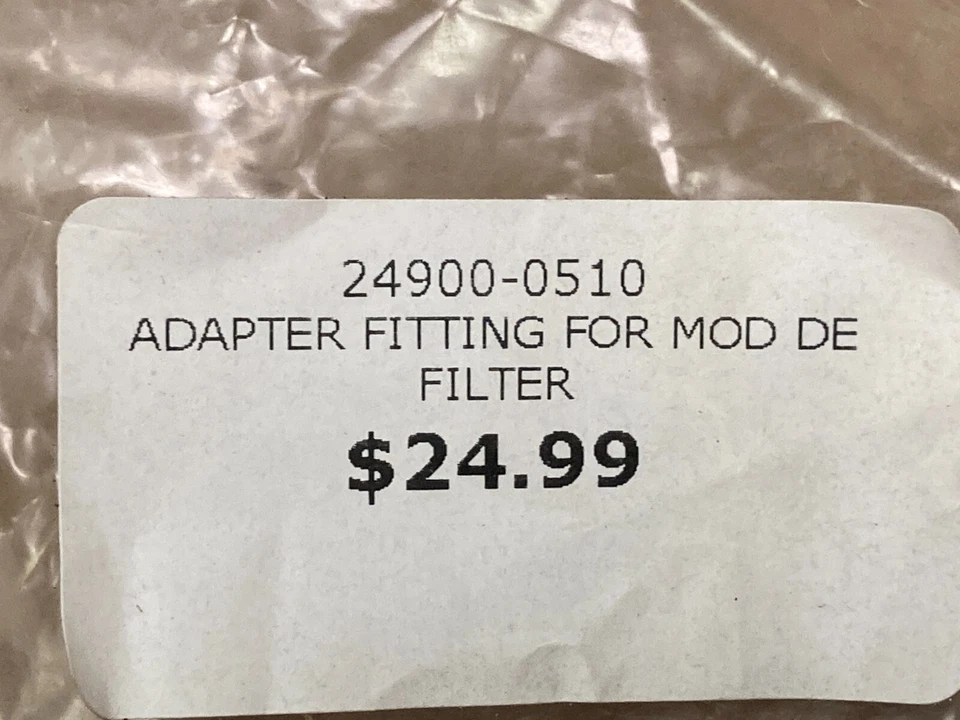 24900-0510
ADAPTER FITTING FOR MOD DE
FILTER
$24.99